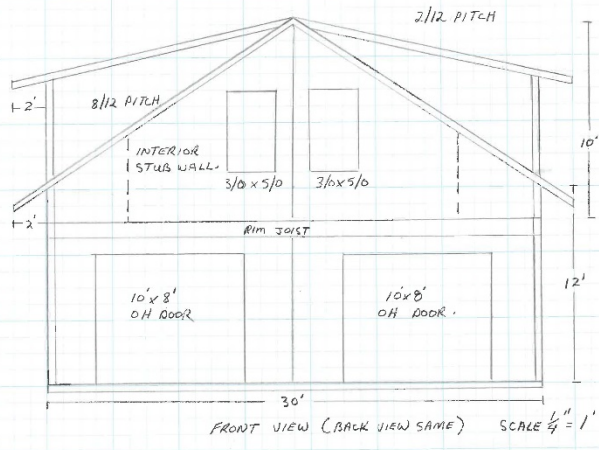 2/12 PITCH
2'
8/12 PITCH
10'
INTERIOR
STUB WALL.
3/0 x 5/0
3/0 x 5/0
2'
RIM JOIST
12'
10' x 8'
OH DOOR
10' x 8'
OH DOOR.
30'
FRONT VIEW (BACK VIEW SAME)
SCALE 1/4" = 1'